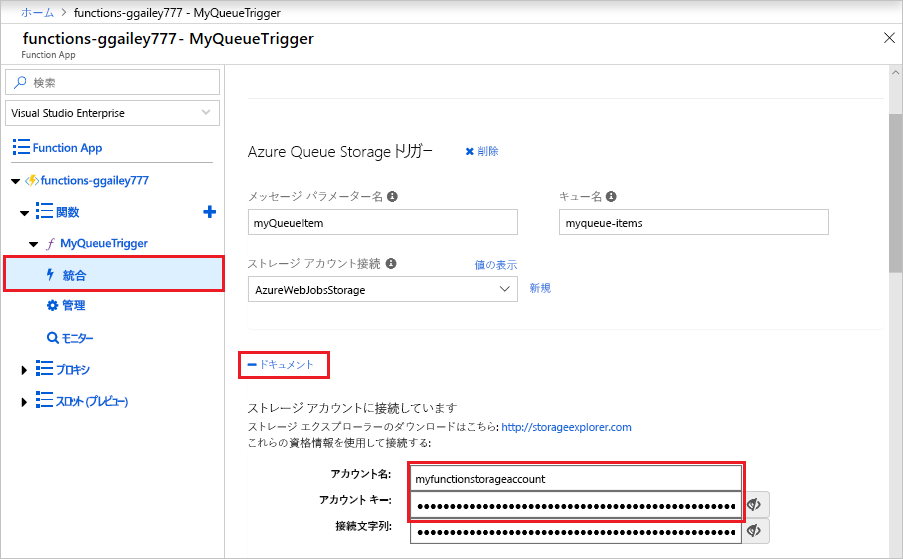 ホーム > functions-ggailey777 - MyQueueTrigger
functions-ggailey777 - MyQueueTrigger
Function App
検索
Visual Studio Enterprise
Function App
functions-ggailey777
関数
MyQueueTrigger
統合
管理
モニター
プロキシ
スロット (プレビュー)
Azure Queue Storage トリガー
削除
メッセージ パラメーター名
キュー名
myQueueItem
myqueue-items
ストレージ アカウント接続
値の表示
AzureWebJobsStorage
新規
ドキュメント
ストレージ アカウントに接続しています
ストレージ エクスプローラーのダウンロードはこちら: http://storageexplorer.com
これらの資格情報を使用して接続する:
アカウント名:
myfunctionstorageaccount
アカウント キー:
接続文字列: